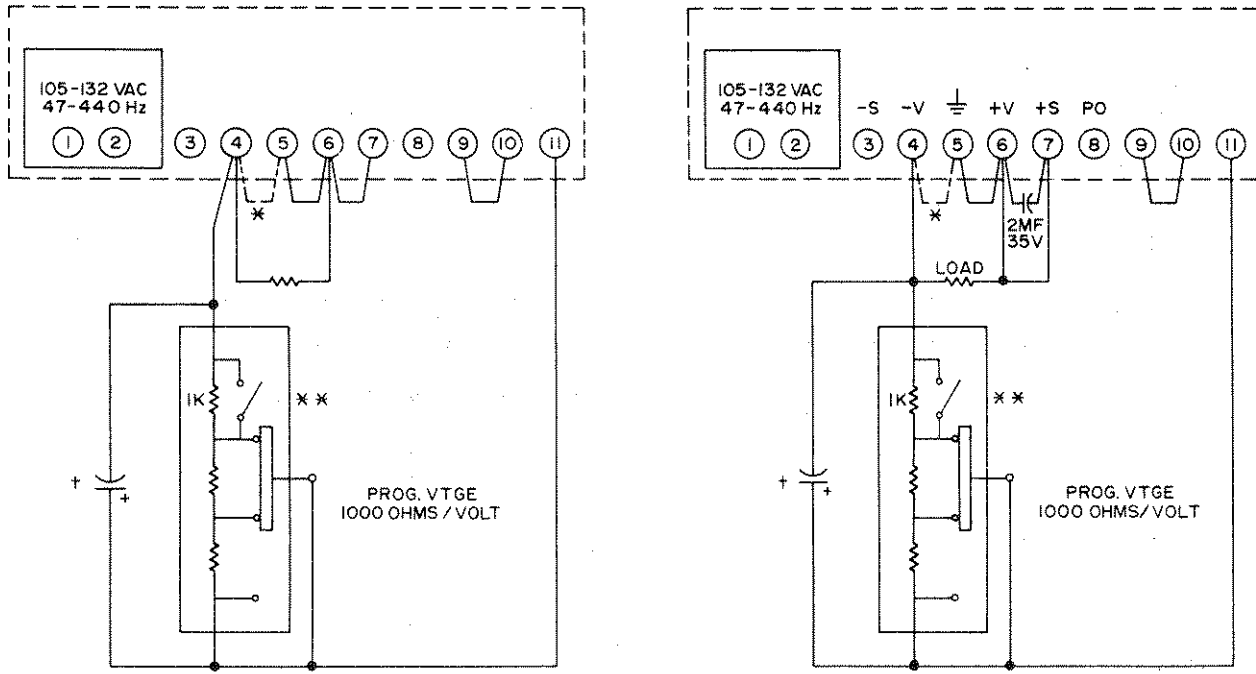 105-132 VAC
47-440 Hz
1 2 3 4 5 6 7 8 9 10 11
*
1K
* *
†
+
PROG. VTGE
1000 OHMS / VOLT
105-132 VAC
47-440 Hz
-S -V +V +S PO
1 2 3 4 5 6 7 8 9 10 11
*
2MF
35V
LOAD
1K
* *
†
+
PROG. VTGE
1000 OHMS/VOLT